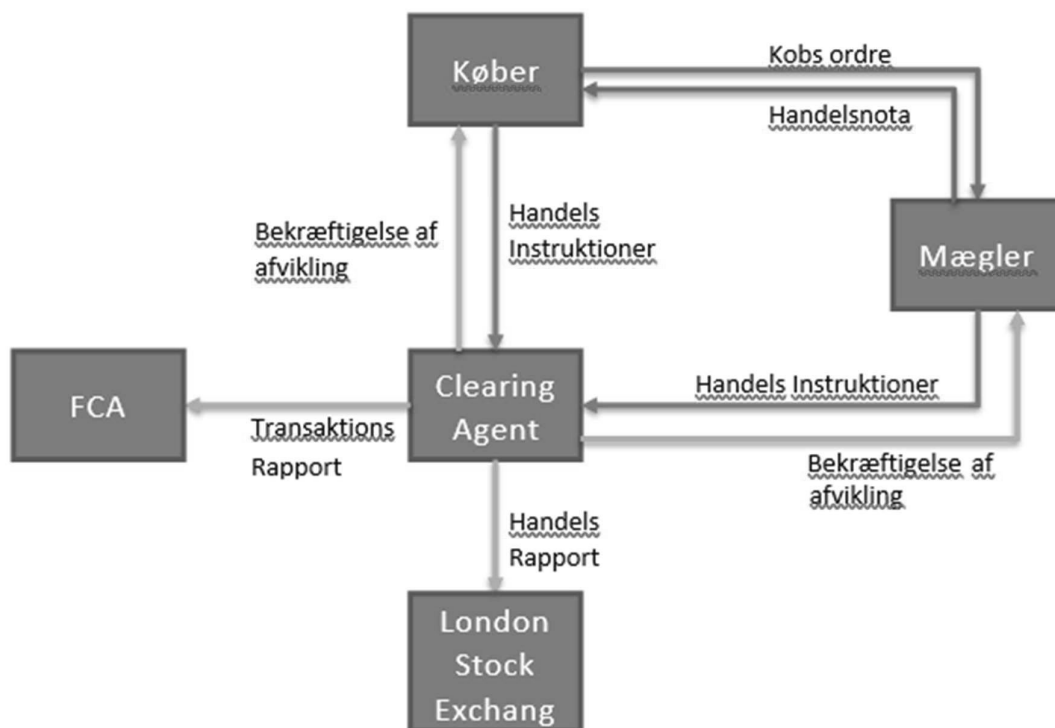 Køber
Kobs ordre
Handelsnota
Mægler
Bekræftigelse af
afvikling
Handels
Instruktioner
FCA
Clearing
Agent
Handels Instruktioner
Transaktions
Rapport
Bekræftigelse af
afvikling
Handels
Rapport
London
Stock
Exchang